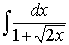 ∫ dx / (1 + √(2x))